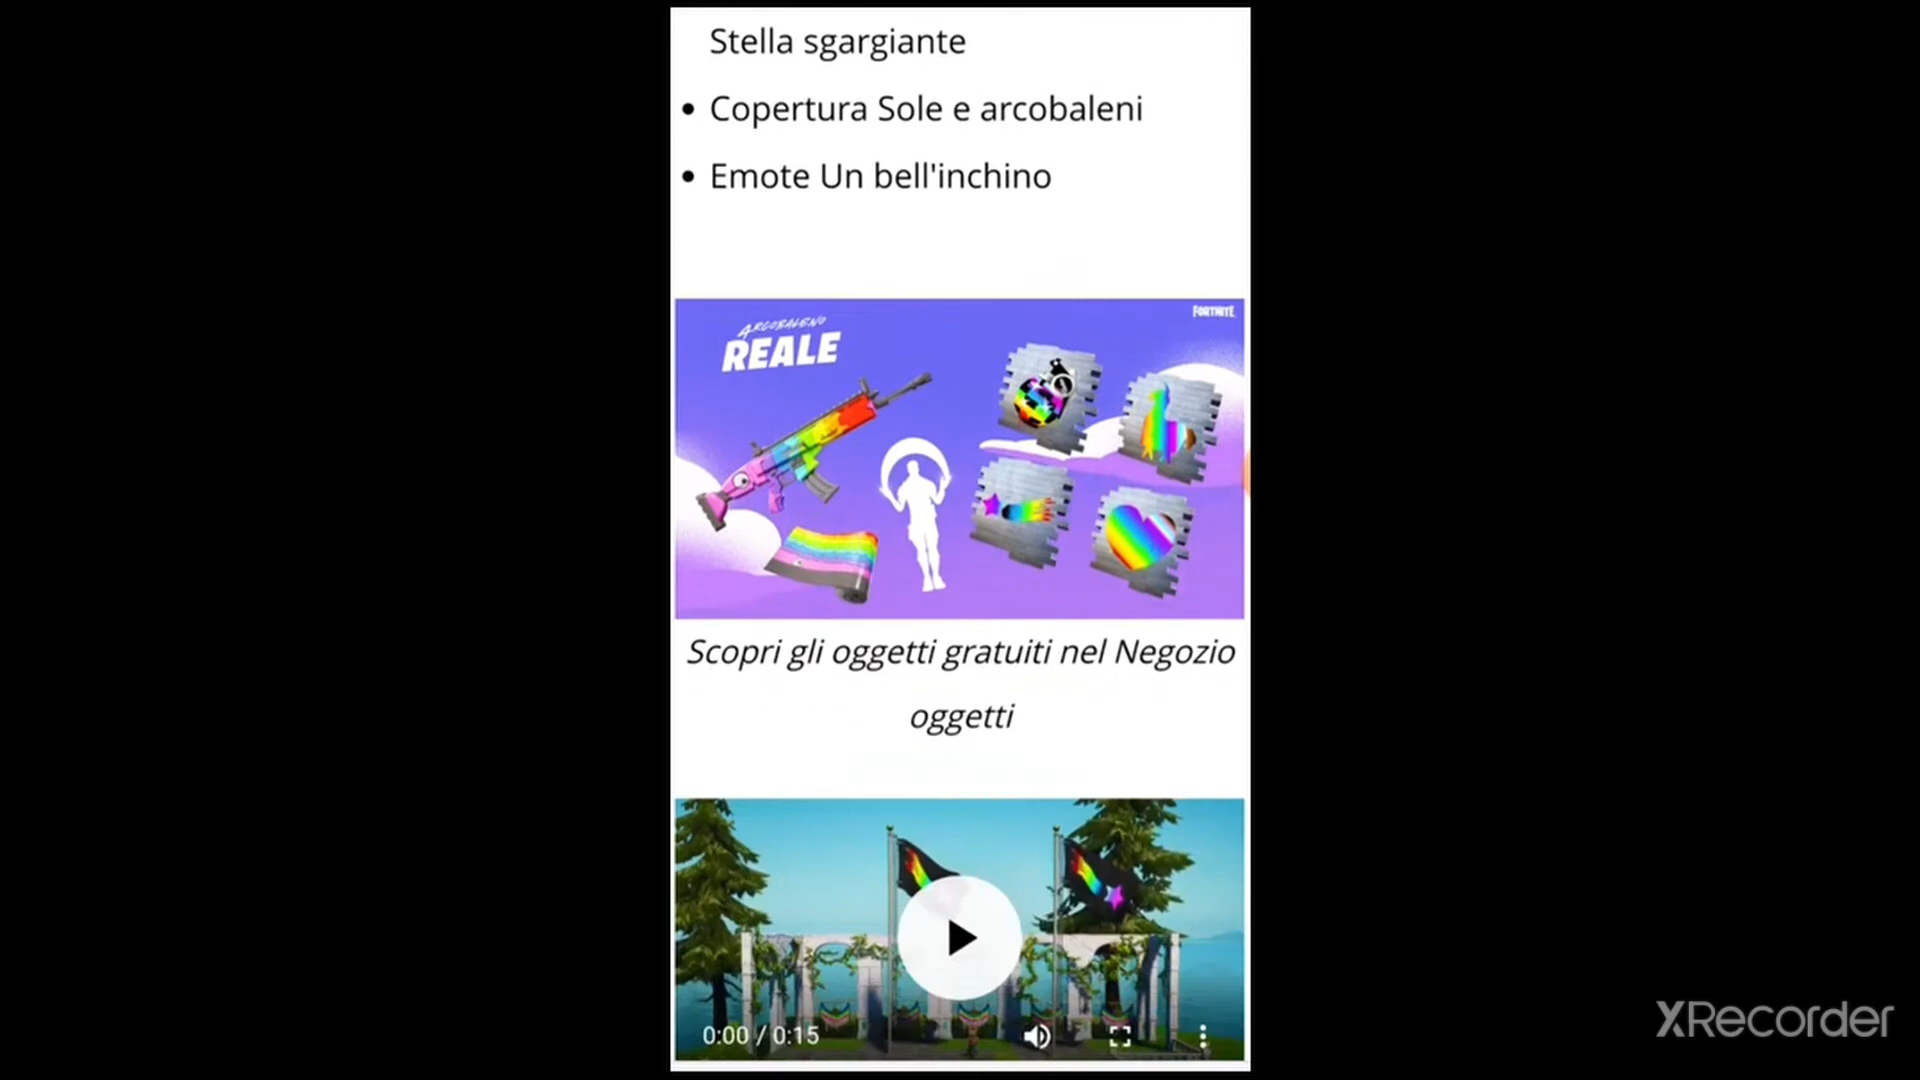 Stella sgargiante
• Copertura Sole e arcobaleni
• Emote Un bell'inchino
FORTNITE
ARCOBALENO
REALE
Scopri gli oggetti gratuiti nel Negozio
oggetti
0:00 / 0:15
XRecorder